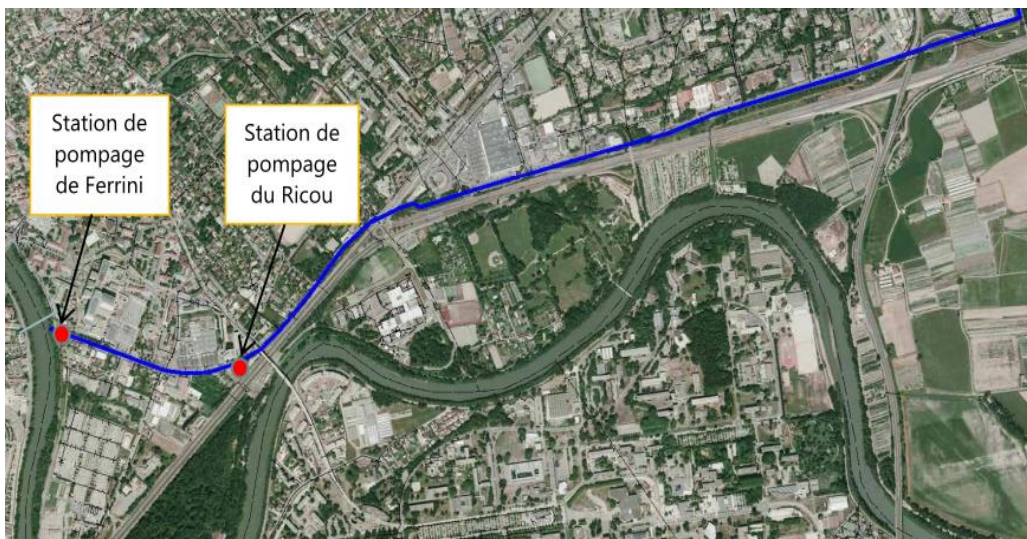 Station de
pompage
de Ferrini
Station de
pompage
du Ricou